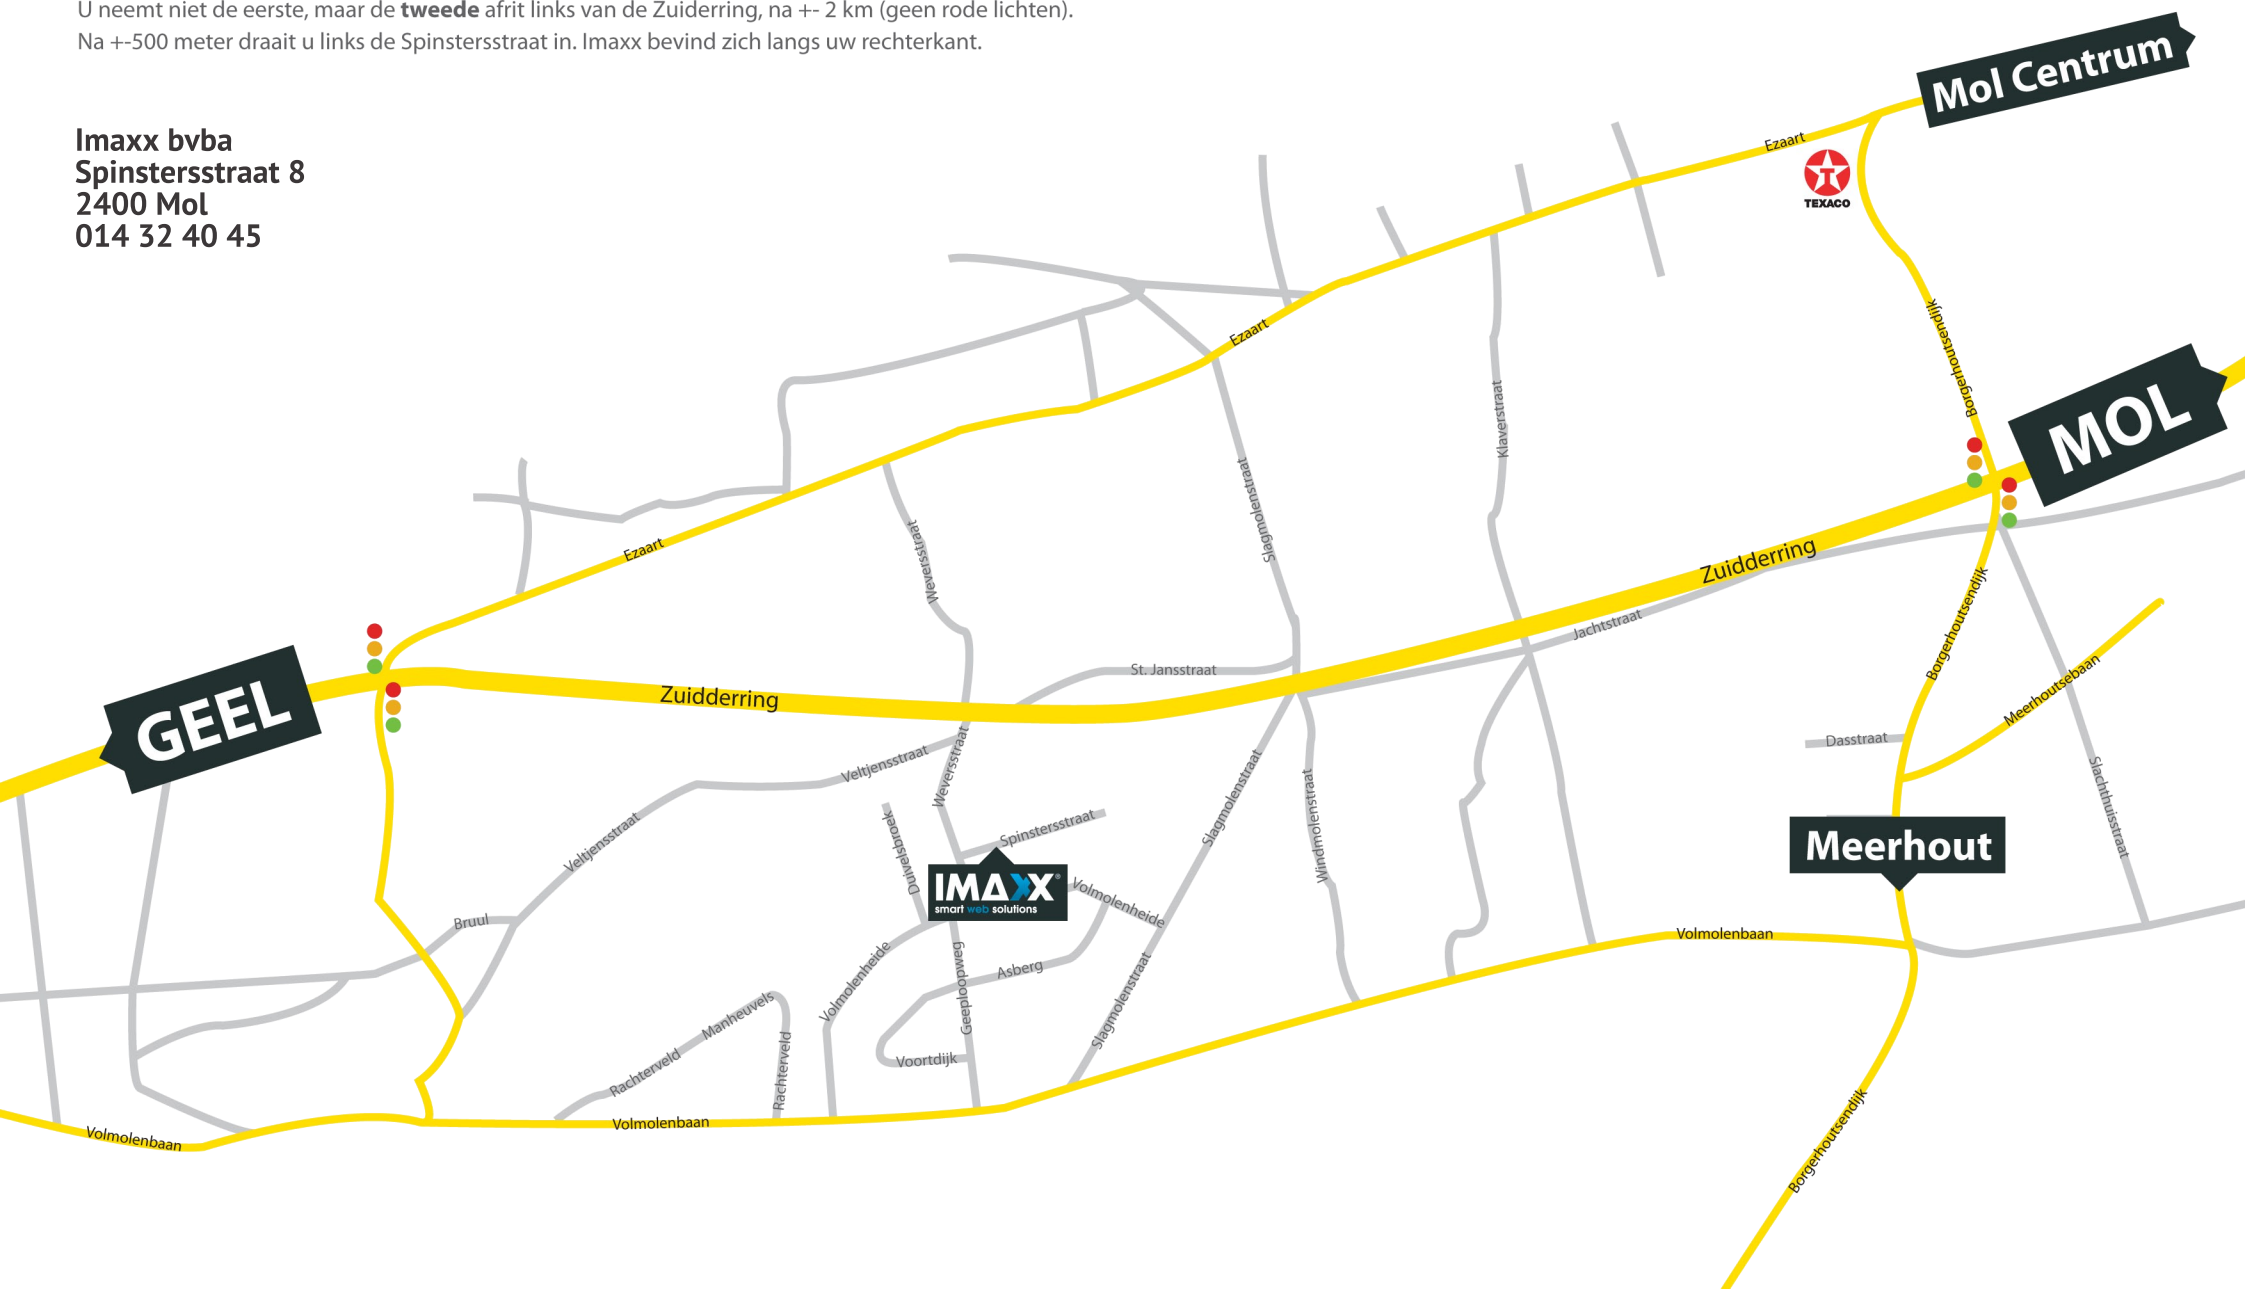 U neemt niet de eerste, maar de tweede afrit links van de Zuiderring, na +- 2 km (geen rode lichten).
Na +-500 meter draait u links de Spinstersstraat in. Imaxx bevind zich langs uw rechterkant.
Imaxx bvba
Spinstersstraat 8
2400 Mol
014 32 40 45
Mol Centrum
Ezaart
TEXACO
Borgerhoutsendijk
Ezaart
MOL
Klaverstraat
Slagmolenstraat
Weversstraat
Ezaart
Zuidderring
Jachtstraat
Borgerhoutsendijk
Meerhoutsebaan
St. Jansstraat
GEEL
Zuidderring
Dasstraat
Veltjensstraat
Weversstraat
Slagmolenstraat
Windmolenstraat
Slachthuisstraat
Veltjensstraat
Duivelsbroek
Spinstersstraat
Meerhout
IMAXX®
smart web solutions
Volmolenheide
Bruul
Volmolenbaan
Volmolenheide
Geeploopweg
Asberg
Slagmolenstraat
Manheuvels
Rachterveld
Rachterveld
Voortdijk
Volmolenbaan
Volmolenbaan
Borgerhoutsendijk